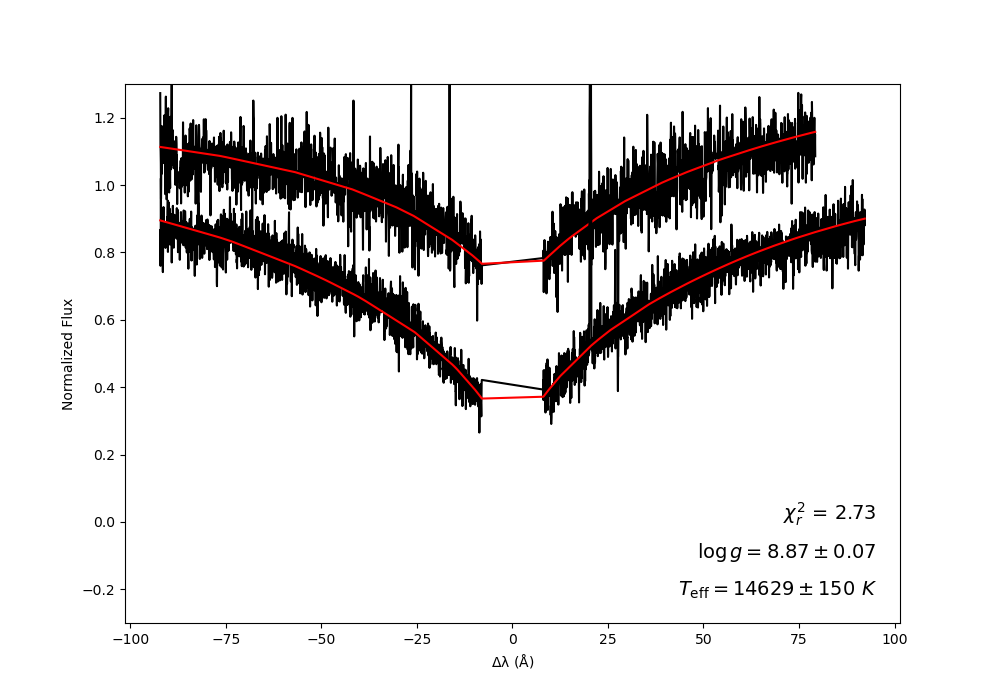 Normalized Flux
1.2
1.0
0.8
0.6
0.4
0.2
0.0
−0.2
χ²ᵣ = 2.73
log g = 8.87 ± 0.07
T_eff = 14629 ± 150 K
−100 −75 −50 −25 0 25 50 75 100
Δλ (Å)